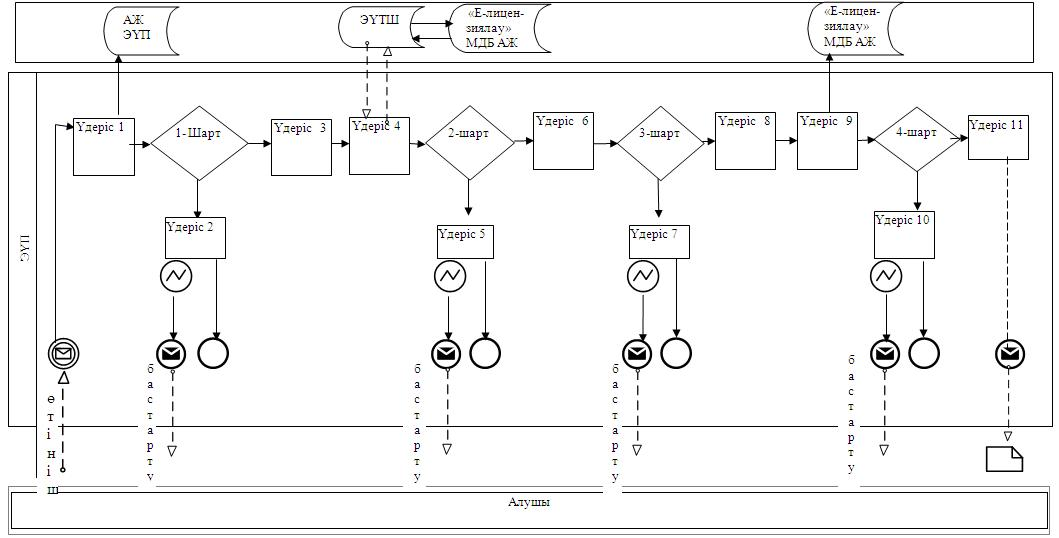 АЖ
ЭҮП
ЭҮТШ
«Е-лицен-
зиялау»
МДБ АЖ
«Е-лицен-
зиялау»
МДБ АЖ
Үдеріс 1
1-Шарт
Үдеріс 3
Үдеріс 4
2-шарт
Үдеріс 6
3-шарт
Үдеріс 8
Үдеріс 9
4-шарт
Үдеріс 11
Үдеріс 2
Үдеріс 5
Үдеріс 7
Үдеріс 10
өтініш
бастарту
бастарту
бастарту
бастарту
Алушы